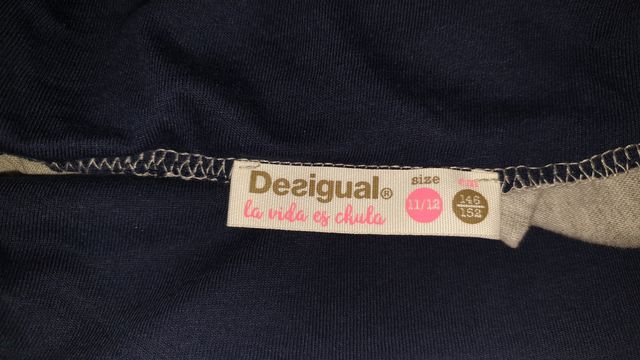 Desigual®
la vida es chula
size
11/12
146
152